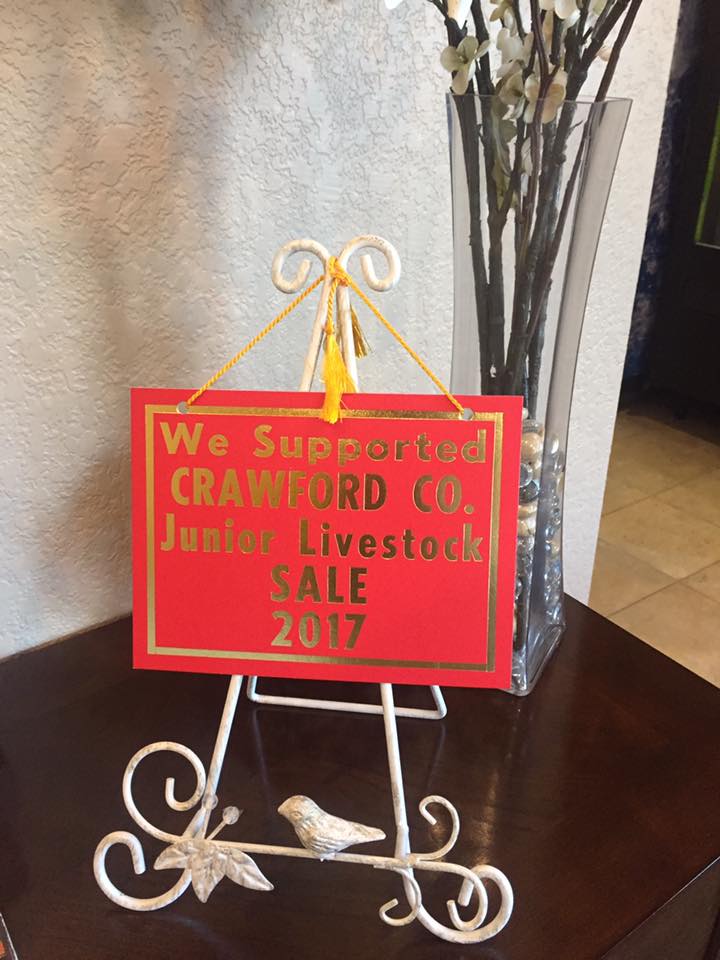 We Supported
CRAWFORD CO.
Junior Livestock
SALE
2017